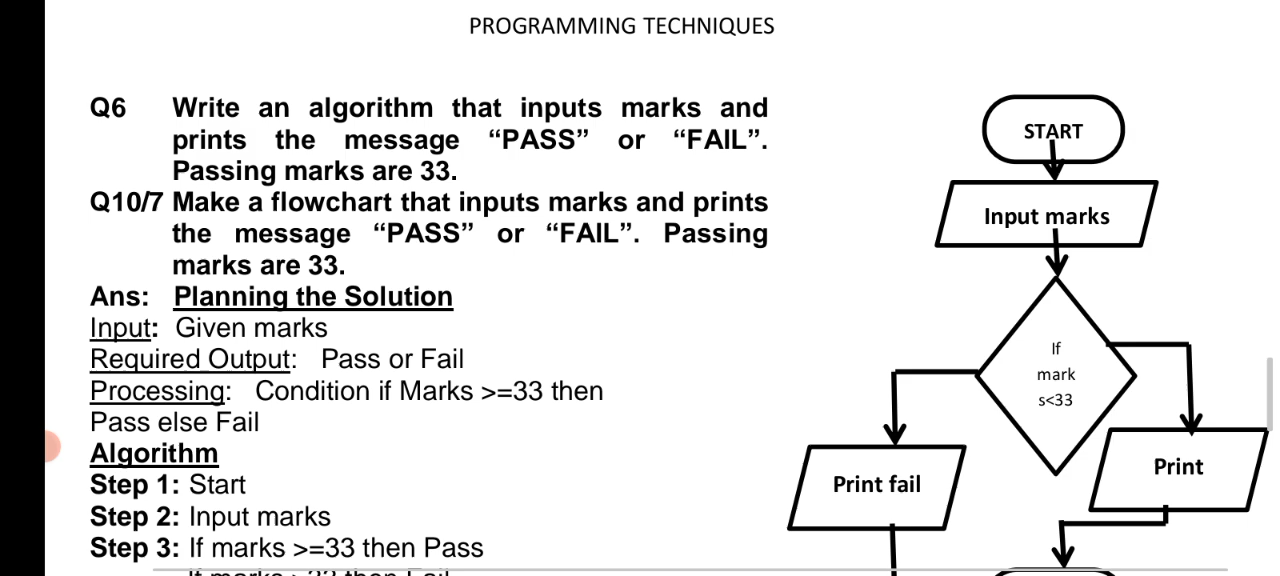 PROGRAMMING TECHNIQUES
Q6 Write an algorithm that inputs marks and
prints the message “PASS” or “FAIL”.
Passing marks are 33.
Q10/7 Make a flowchart that inputs marks and prints
the message “PASS” or “FAIL”. Passing
marks are 33.
Ans: Planning the Solution
Input: Given marks
Required Output: Pass or Fail
Processing: Condition if Marks >=33 then
Pass else Fail
Algorithm
Step 1: Start
Step 2: Input marks
Step 3: If marks >=33 then Pass
START
Input marks
If
mark
s<33
Print fail
Print